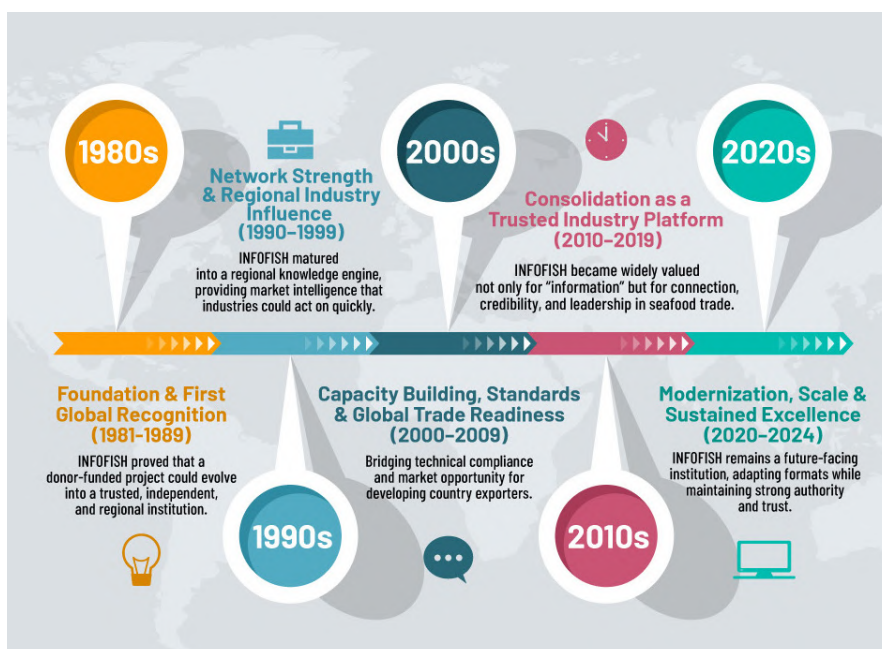 1980s
Foundation & First
Global Recognition
(1981-1989)
INFOFISH proved that a
donor-funded project could evolve
into a trusted, independent,
and regional institution.
Network Strength
& Regional Industry
Influence
(1990–1999)
INFOFISH matured
into a regional knowledge engine,
providing market intelligence that
industries could act on quickly.
1990s
2000s
Capacity Building, Standards
& Global Trade Readiness
(2000–2009)
Bridging technical compliance
and market opportunity for
developing country exporters.
Consolidation as a
Trusted Industry Platform
(2010–2019)
INFOFISH became widely valued
not only for “information” but for connection,
credibility, and leadership in seafood trade.
2010s
2020s
Modernization, Scale &
Sustained Excellence
(2020–2024)
INFOFISH remains a future-facing
institution, adapting formats while
maintaining strong authority
and trust.